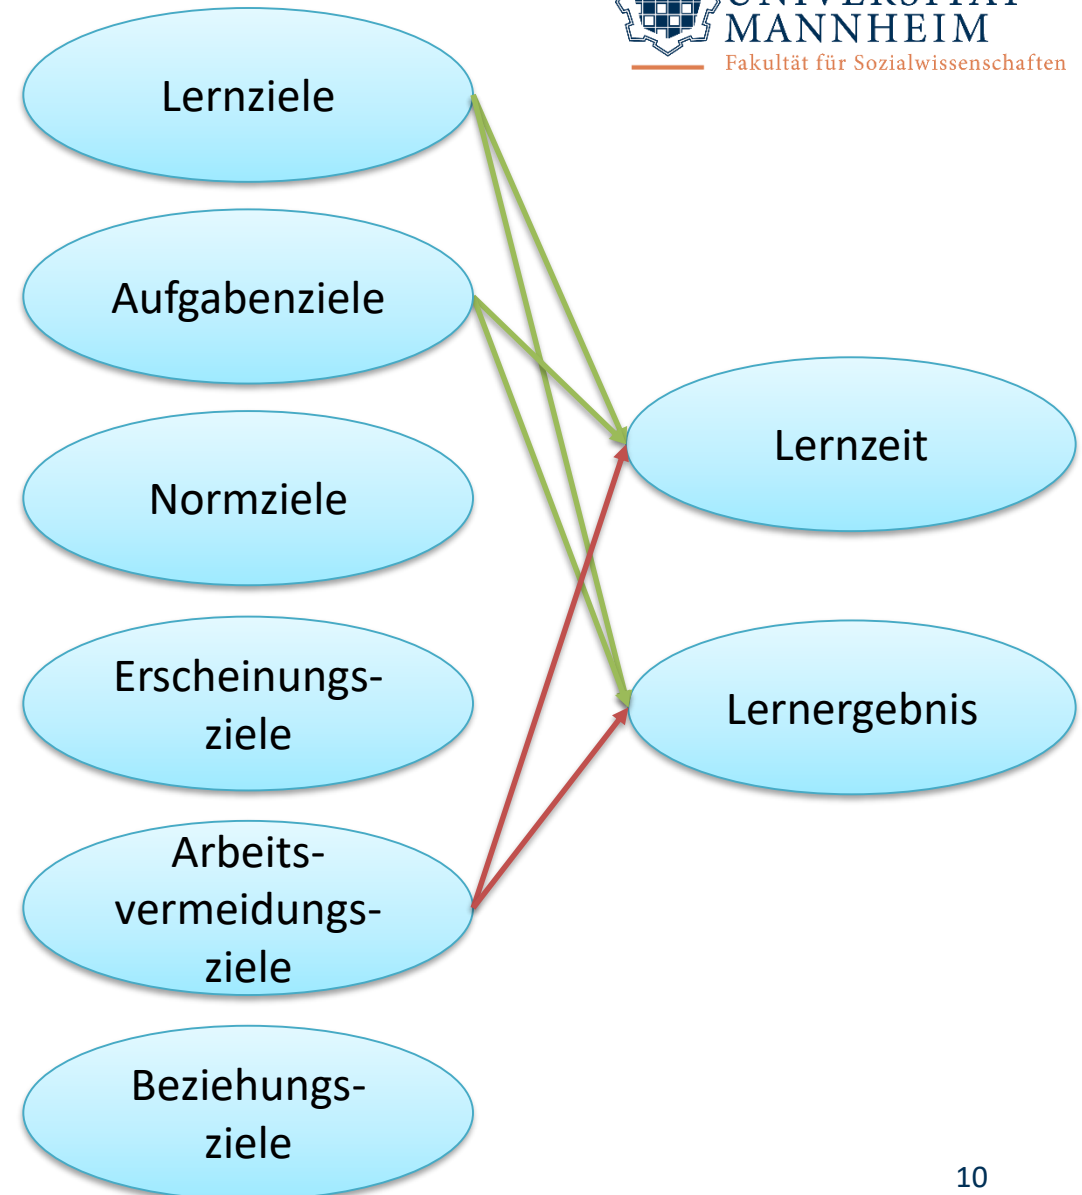 MANNHEIM
Fakultät für Sozialwissenschaften
Lernziele
Aufgabenziele
Normziele
Erscheinungs-
ziele
Arbeits-
vermeidungs-
ziele
Beziehungs-
ziele
Lernzeit
Lernergebnis
10